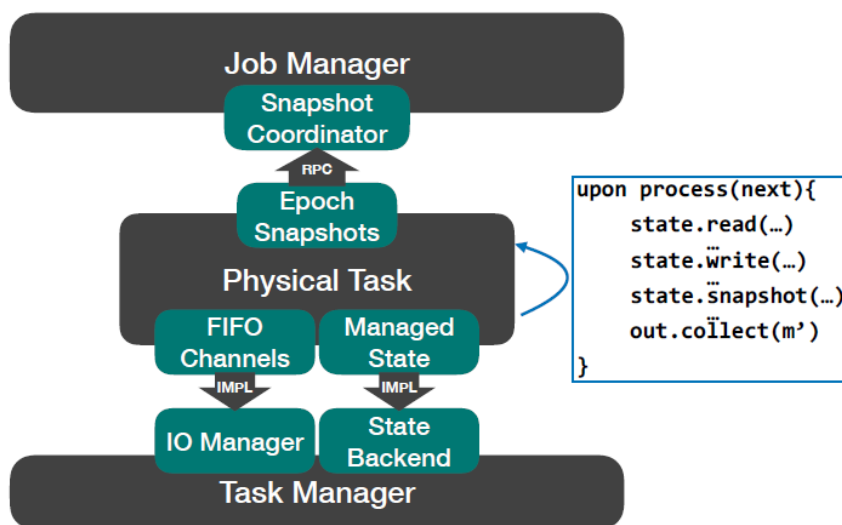 Job Manager
Snapshot
Coordinator
RPC
Epoch
Snapshots
Physical Task
FIFO
Channels
Managed
State
IMPL
IMPL
IO Manager
State
Backend
Task Manager
upon process(next){
state.read(…)
…
state.write(…)
…
state.snapshot(…)
…
out.collect(m’)
}